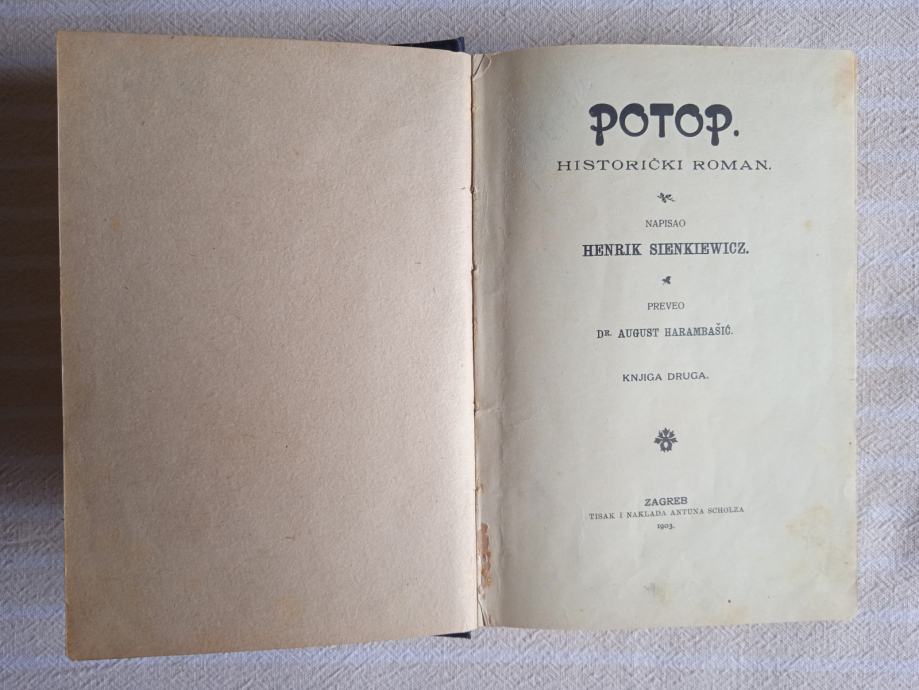 POTOP.
HISTORIČKI ROMAN.
NAPISAO
HENRIK SIENKIEWICZ.
PREVEO
DR. AUGUST HARAMBAŠIĆ.
KNJIGA DRUGA.
ZAGREB
TISAK I NAKLADA ANTUNA SCHOLZA
1903.